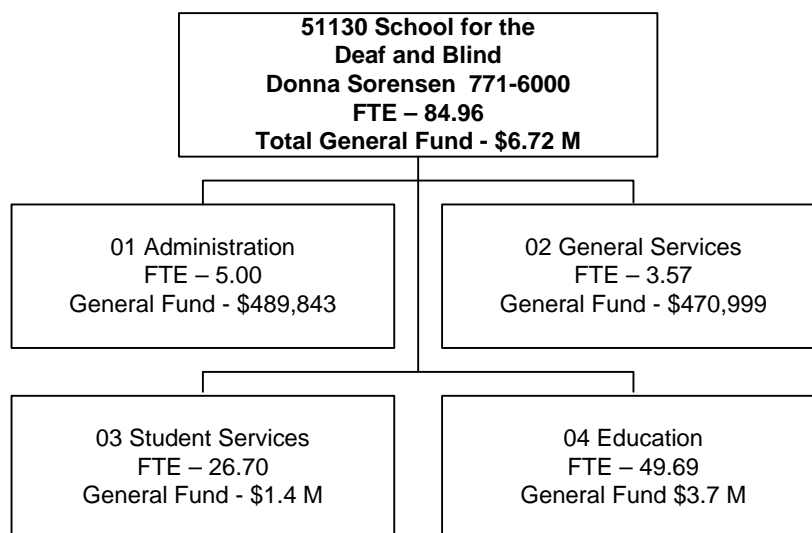 51130 School for the
Deaf and Blind
Donna Sorensen 771-6000
FTE – 84.96
Total General Fund - $6.72 M
01 Administration
FTE – 5.00
General Fund - $489,843
02 General Services
FTE – 3.57
General Fund - $470,999
03 Student Services
FTE – 26.70
General Fund - $1.4 M
04 Education
FTE – 49.69
General Fund $3.7 M